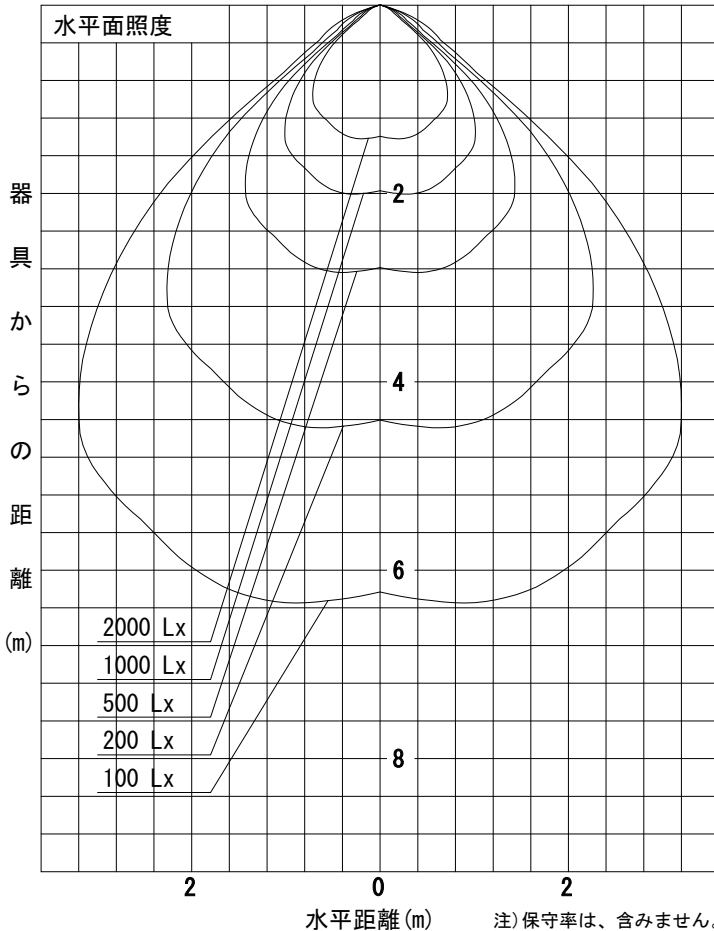 水平面照度
器具からの距離(m)
2
4
6
8
2000 Lx
1000 Lx
500 Lx
200 Lx
100 Lx
2 0 2
水平距離(m)
注)保守率は、含みません。